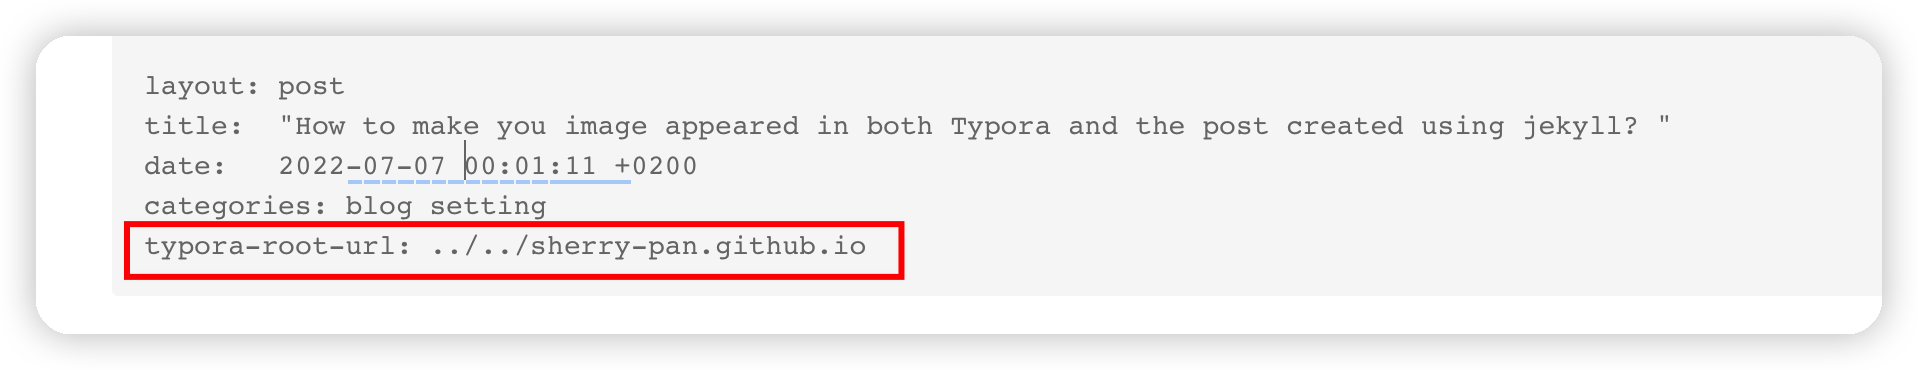 layout: post
title:  "How to make you image appeared in both Typora and the post created using jekyll? "
date:   2022-07-07 00:01:11 +0200
categories: blog setting
typora-root-url: ../../sherry-pan.github.io